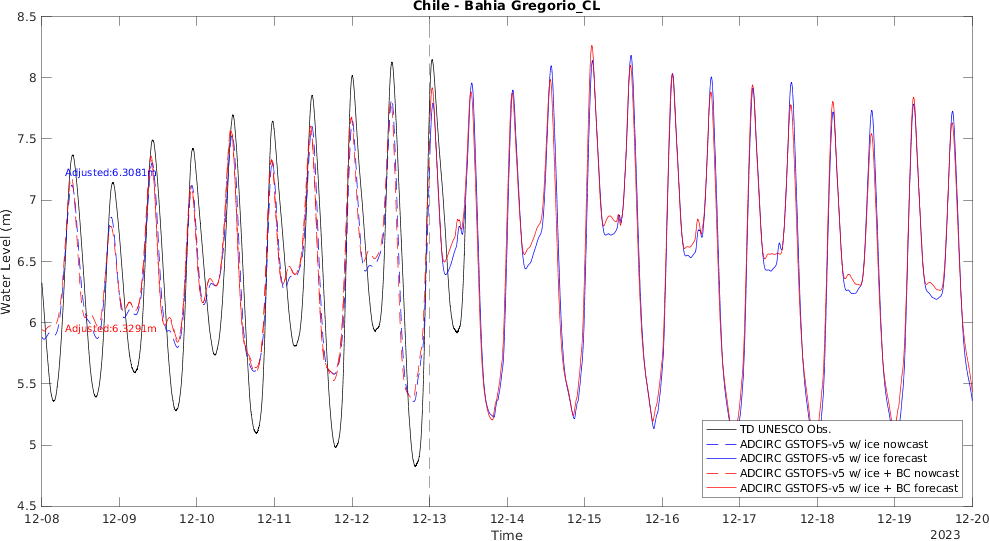 Chile - Bahia Gregorio_CL
Water Level (m)
8.5
8
7.5
7
6.5
6
5.5
5
4.5
Adjusted:6.3081m
Adjusted:6.3291m
TD UNESCO Obs.
ADCIRC GSTOFS-v5 w/ ice nowcast
ADCIRC GSTOFS-v5 w/ ice forecast
ADCIRC GSTOFS-v5 w/ ice + BC nowcast
ADCIRC GSTOFS-v5 w/ ice + BC forecast
12-08 12-09 12-10 12-11 12-12 12-13 12-14 12-15 12-16 12-17 12-18 12-19 12-20
Time
2023